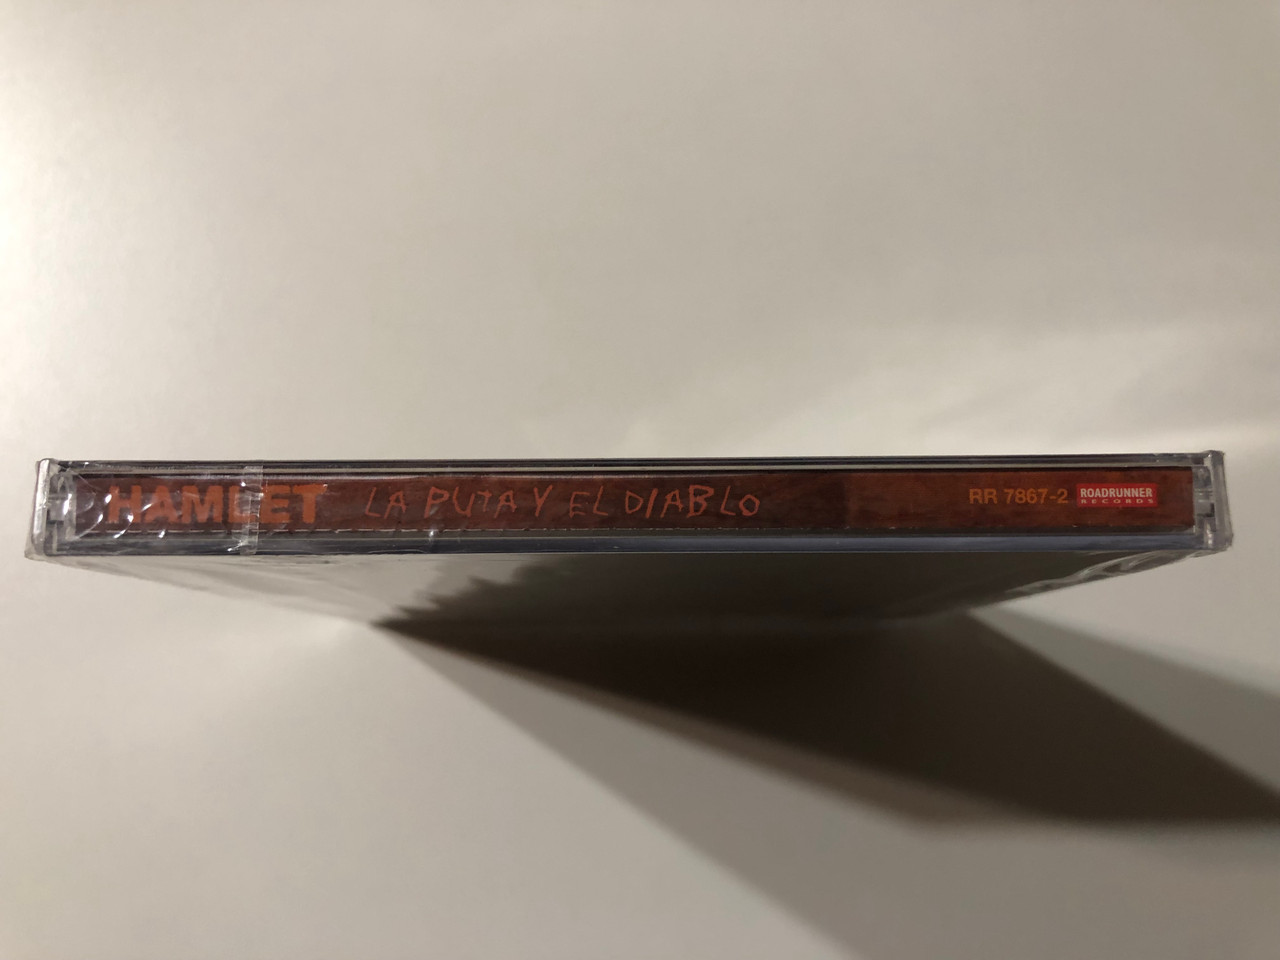 HAMLET LA PUTA Y EL DIABLO RR 7867-2 ROADRUNNER
RECORDS